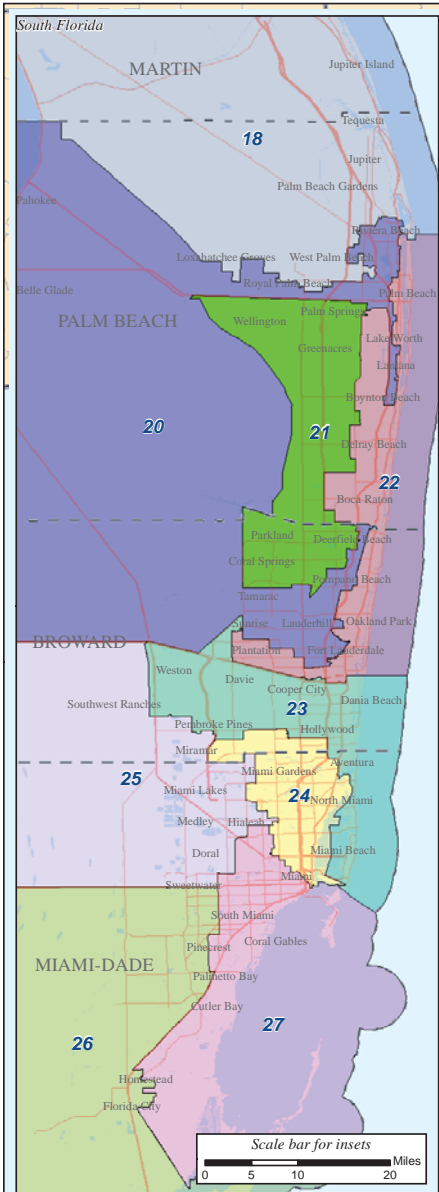 South Florida
MARTIN
Jupiter Island
Tequesta
18
Jupiter
Palm Beach Gardens
Pahokee
Riviera Beach
Loxahatchee Groves
West Palm Beach
Royal Palm Beach
Belle Glade
Palm Beach
Palm Springs
PALM BEACH
Wellington
Lake Worth
Greenacres
Lantana
Boynton Beach
20
21
Delray Beach
22
Boca Raton
Parkland
Deerfield Beach
Coral Springs
Pompano Beach
Tamarac
Sunrise
Lauderhill
Oakland Park
BROWARD
Plantation
Fort Lauderdale
Weston
Davie
Cooper City
Southwest Ranches
Dania Beach
23
Pembroke Pines
Hollywood
Miramar
Aventura
25
Miami Gardens
Miami Lakes
24
North Miami
Medley
Hialeah
Doral
Miami Beach
Miami
Sweetwater
South Miami
Coral Gables
Pinecrest
MIAMI-DADE
Palmetto Bay
Cutler Bay
27
26
Homestead
Florida City
Scale bar for insets
Miles
0 5 10 20